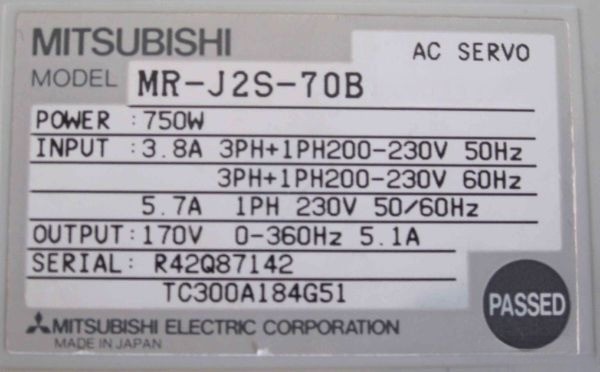 MITSUBISHI
AC SERVO
MODEL MR-J2S-70B
POWER : 750W
INPUT : 3.8A 3PH+1PH200-230V 50Hz
3PH+1PH200-230V 60Hz
5.7A 1PH 230V 50/60Hz
OUTPUT: 170V 0-360Hz 5.1A
SERIAL: R42Q87142
TC300A184G51
PASSED
MITSUBISHI ELECTRIC CORPORATION
MADE IN JAPAN